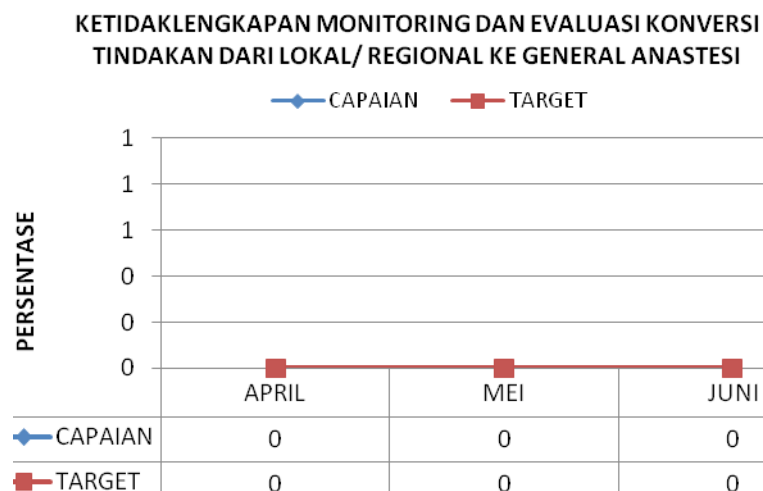 KETIDAKLENGKAPAN MONITORING DAN EVALUASI KONVERSI
TINDAKAN DARI LOKAL/ REGIONAL KE GENERAL ANASTESI
CAPAIAN TARGET
PERSENTASE
1
1
1
0
0
0
APRIL MEI JUNI
CAPAIAN 0 0 0
TARGET 0 0 0